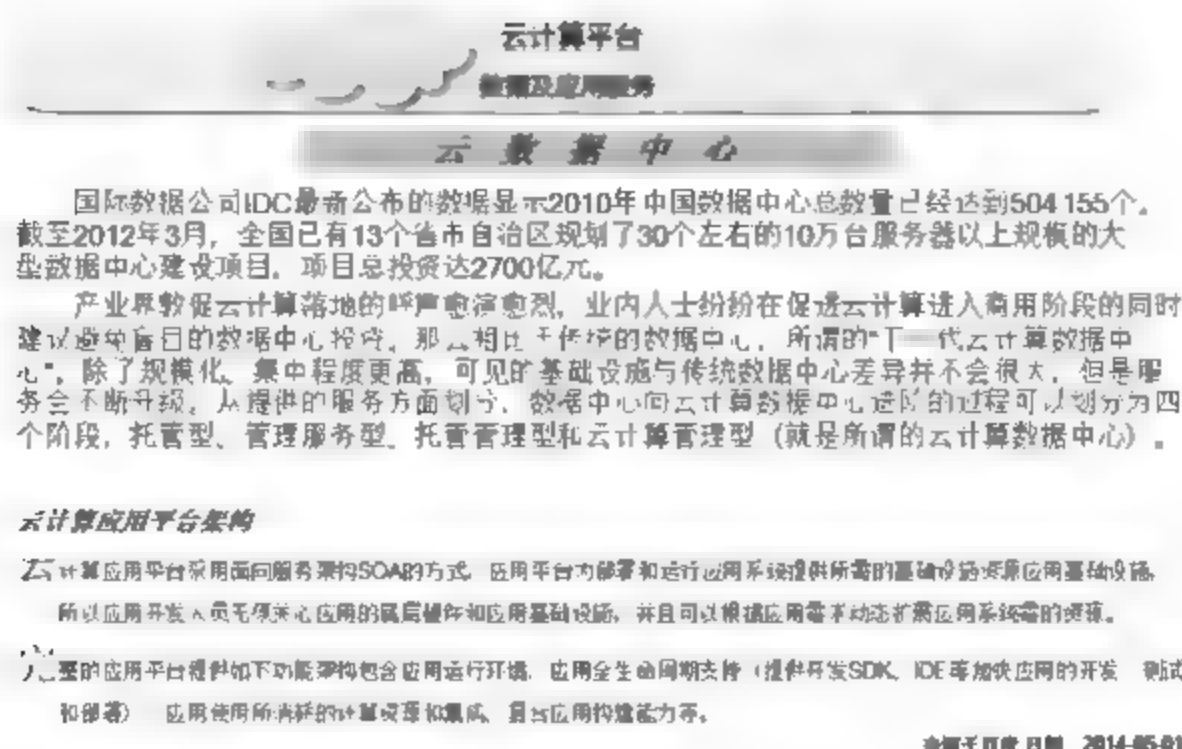 云计算平台
数据及应用服务
云数据中心
国际数据公司IDC最新公布的数据显示2010年中国数据中心总数量已经达到504155个。
截至2012年3月，全国已有13个省市自治区规划了30个左右的10万台服务器以上规模的大
型数据中心建设项目，项目总投资达2700亿元。
产业界敦促云计算落地的呼声愈演愈烈，业内人士纷纷在促进云计算进入商用阶段的同时
建议避免盲目的数据中心投资。那么相比于传统的数据中心，所谓的“下一代云计算数据中
心”，除了规模化、集中程度更高，可见的基础设施与传统数据中心差异并不会很大，但是服
务会不断升级。从提供的服务方面划分，数据中心向云计算数据中心进阶的过程可以划分为四
个阶段，托管型、管理服务型、托管管理型和云计算管理型（就是所谓的云计算数据中心）。
云计算应用平台架构
云计算应用平台采用面向服务架构SOA的方式，应用平台为部署和运行应用系统提供所需的基础设施资源应用基础设施，
所以应用开发人员无须关心应用的底层硬件和应用基础设施，并且可以根据应用需求动态扩展应用系统需的资源。
完整的应用平台提供如下功能架构包含应用运行环境，应用全生命周期支持（提供开发SDK、IDE等加快应用的开发 测试
和部署） 应用使用所消耗的计算资源和集成、复合应用构建能力等。
日期 2014-05-01